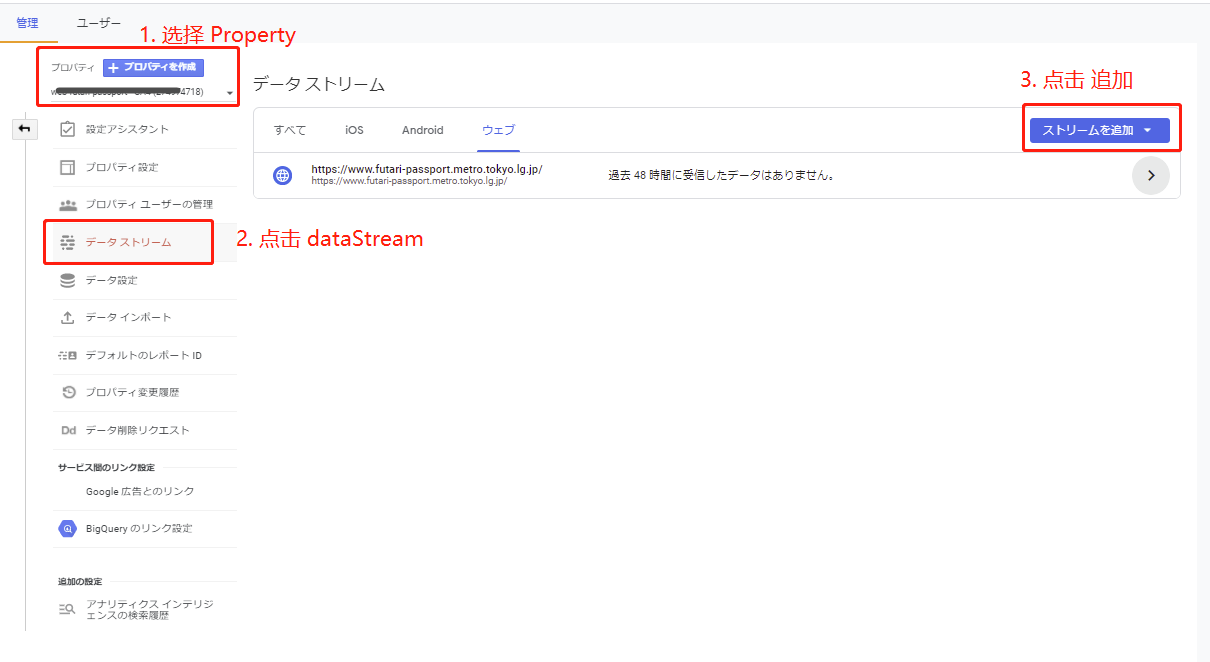 管理 ユーザー
1. 选择 Property
プロパティ + プロパティを作成
4718)
データ ストリーム
3. 点击 追加
すべて iOS Android ウェブ
ストリームを追加
https://www.futari-passport.metro.tokyo.lg.jp/
https://www.futari-passport.metro.tokyo.lg.jp/
過去 48 時間に受信したデータはありません。
設定アシスタント
プロパティ設定
プロパティ ユーザーの管理
データ ストリーム
2. 点击 dataStream
データ設定
データ インポート
デフォルトのレポート ID
プロパティ変更履歴
Dd データ削除リクエスト
サービス間のリンク設定
Google 広告とのリンク
BigQuery のリンク設定
追加の設定
アナリティクス インテリジ
ェンスの検索履歴